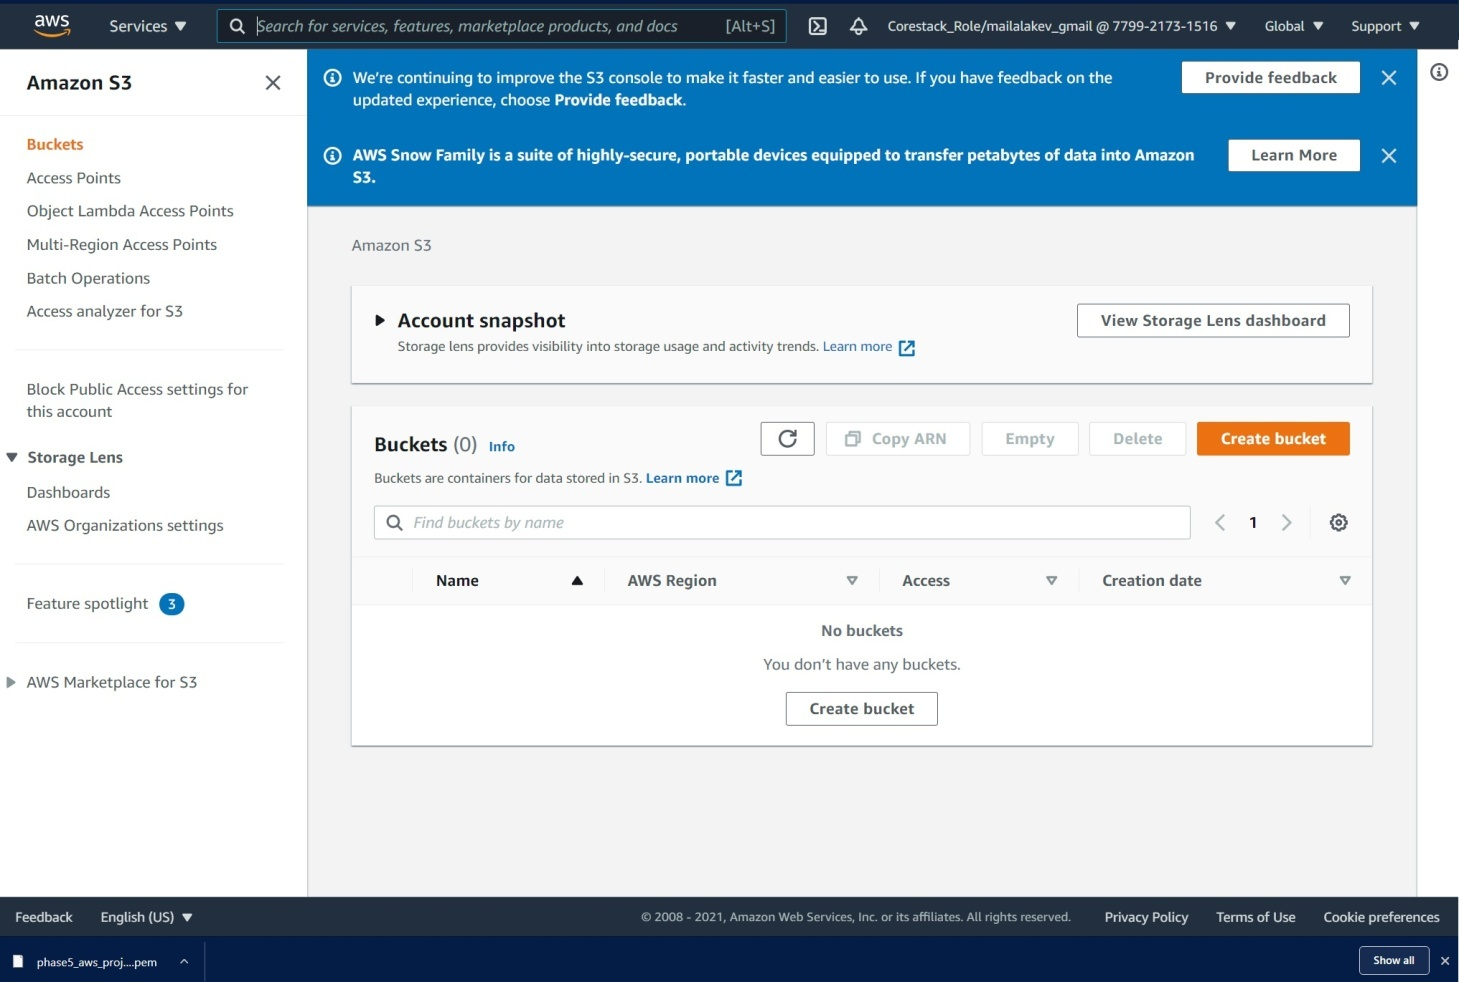 aws
Services
Search for services, features, marketplace products, and docs
[Alt+S]
Corestack_Role/mailalakev_gmail @ 7799-2173-1516
Global
Support
Amazon S3
Buckets
Access Points
Object Lambda Access Points
Multi-Region Access Points
Batch Operations
Access analyzer for S3
Block Public Access settings for
this account
Storage Lens
Dashboards
AWS Organizations settings
Feature spotlight 3
AWS Marketplace for S3
We're continuing to improve the S3 console to make it faster and easier to use. If you have feedback on the
updated experience, choose Provide feedback.
Provide feedback
AWS Snow Family is a suite of highly-secure, portable devices equipped to transfer petabytes of data into Amazon
S3.
Learn More
Amazon S3
Account snapshot
Storage lens provides visibility into storage usage and activity trends. Learn more
View Storage Lens dashboard
Buckets (0) Info
Copy ARN
Empty
Delete
Create bucket
Buckets are containers for data stored in S3. Learn more
Find buckets by name
1
Name
AWS Region
Access
Creation date
No buckets
You don't have any buckets.
Create bucket
Feedback
English (US)
© 2008 - 2021, Amazon Web Services, Inc. or its affiliates. All rights reserved.
Privacy Policy
Terms of Use
Cookie preferences
phase5_aws_proj....pem
Show all